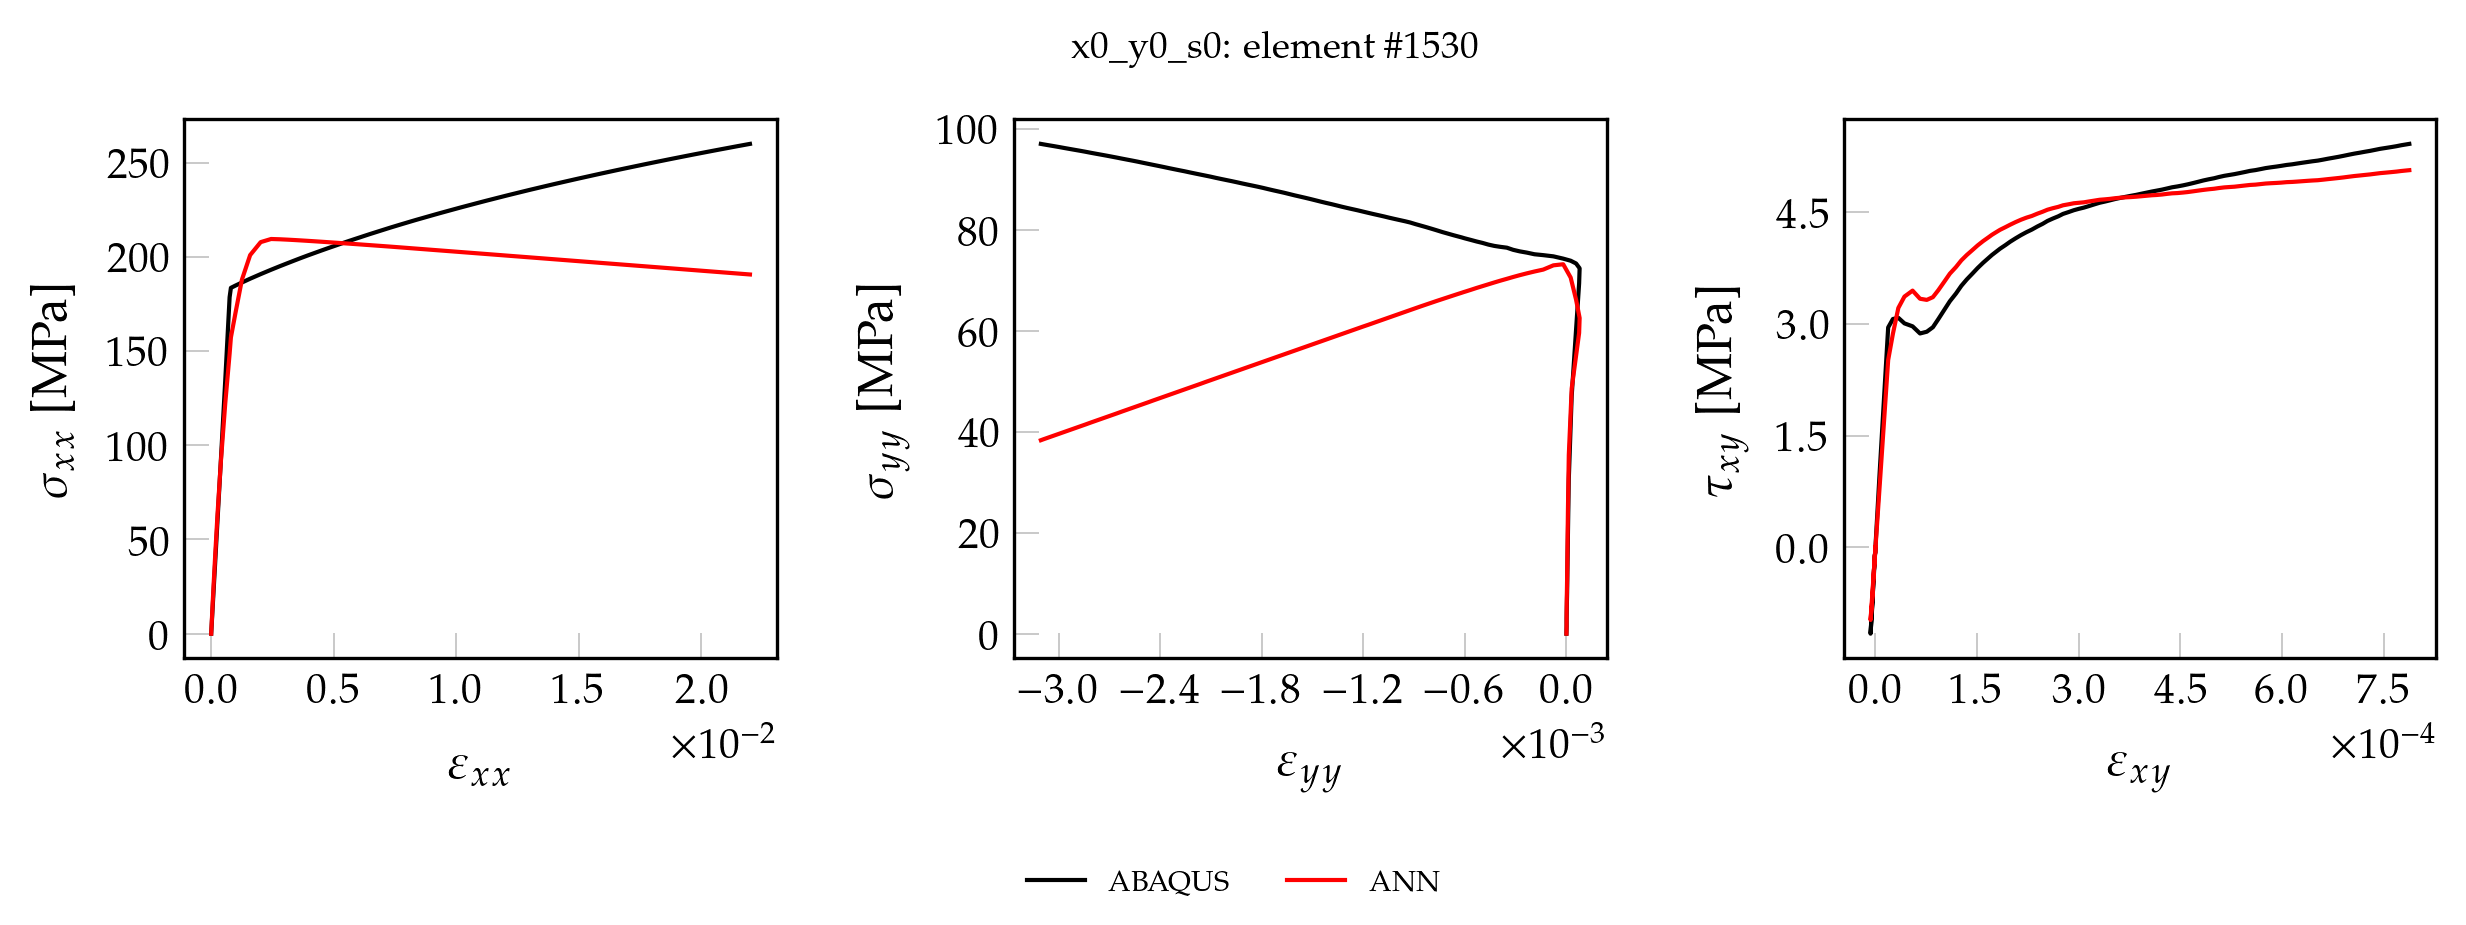 x0_y0_s0: element #1530
σxx [MPa]
250
200
150
100
50
0
0.0 0.5 1.0 1.5 2.0
×10−2
εxx
σyy [MPa]
100
80
60
40
20
0
−3.0 −2.4 −1.8 −1.2 −0.6 0.0
×10−3
εyy
τxy [MPa]
4.5
3.0
1.5
0.0
0.0 1.5 3.0 4.5 6.0 7.5
×10−4
εxy
ABAQUS ANN